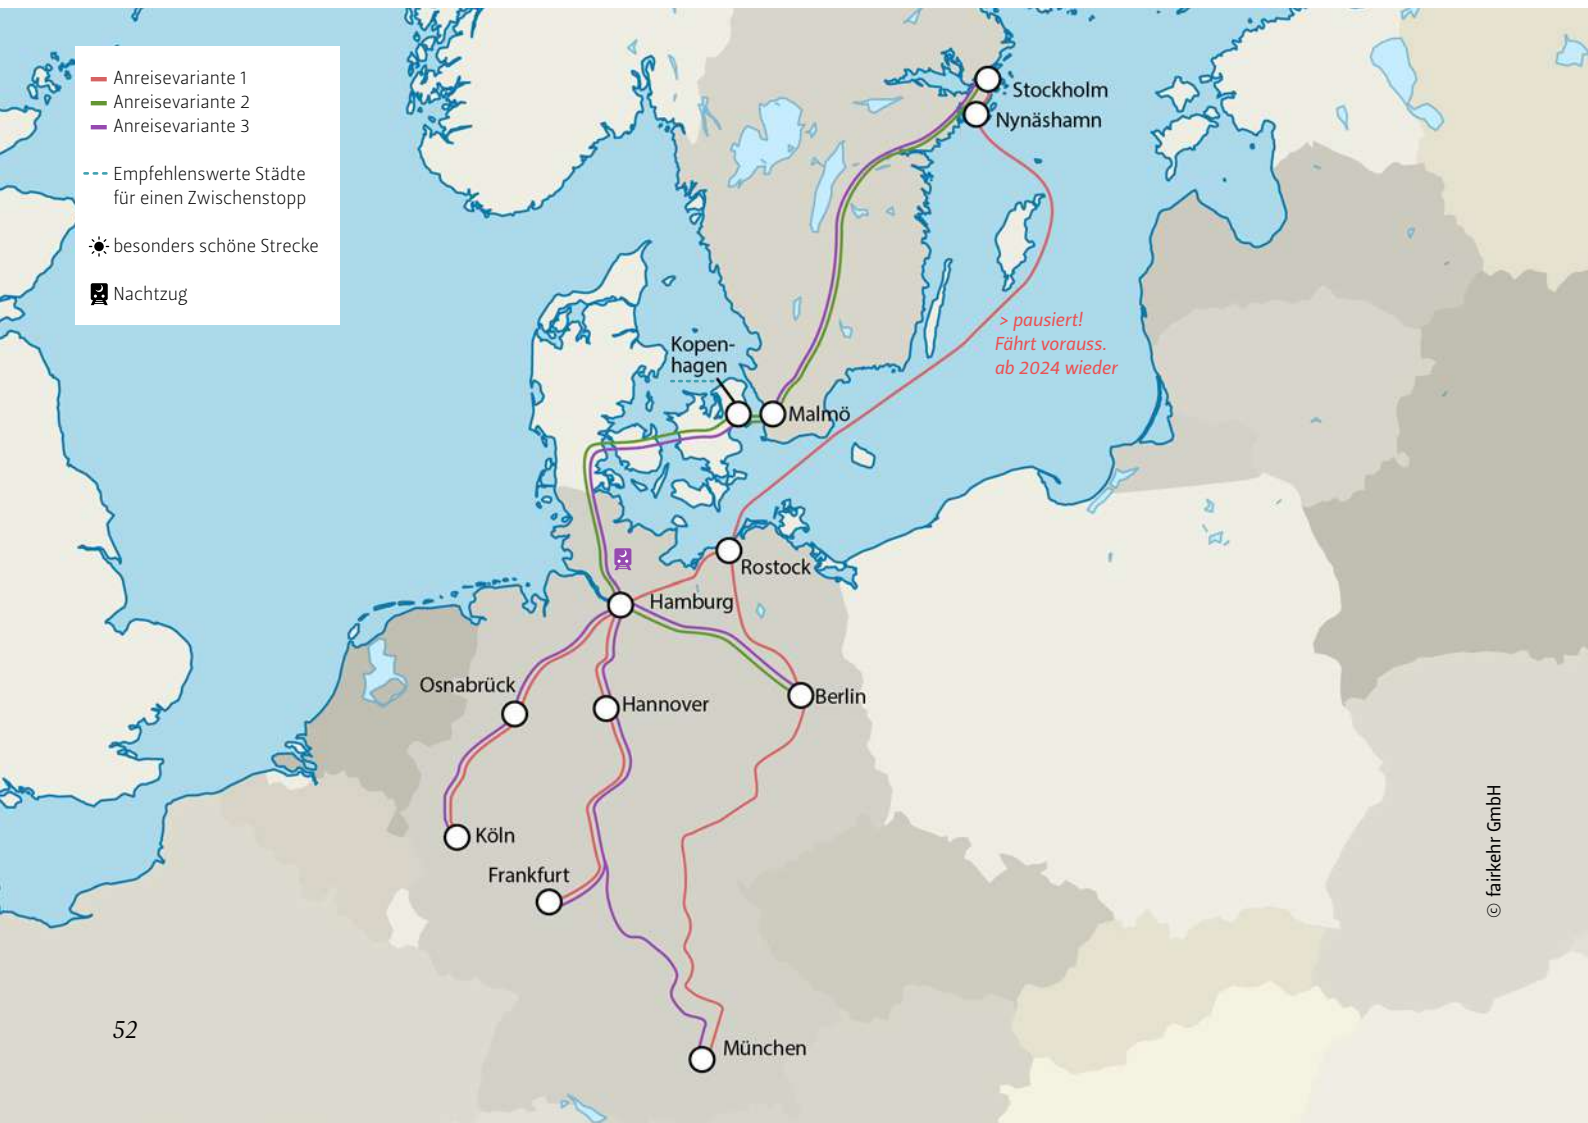 Anreisevariante 1
Anreisevariante 2
Anreisevariante 3
Empfehlenswerte Städte
für einen Zwischenstopp
besonders schöne Strecke
Nachtzug
Stockholm
Nynäshamn
> pausiert!
Fährt vorauss.
ab 2024 wieder
Kopen-
hagen
Malmö
Rostock
Hamburg
Osnabrück
Hannover
Berlin
Köln
Frankfurt
München
© fairkehr GmbH
52